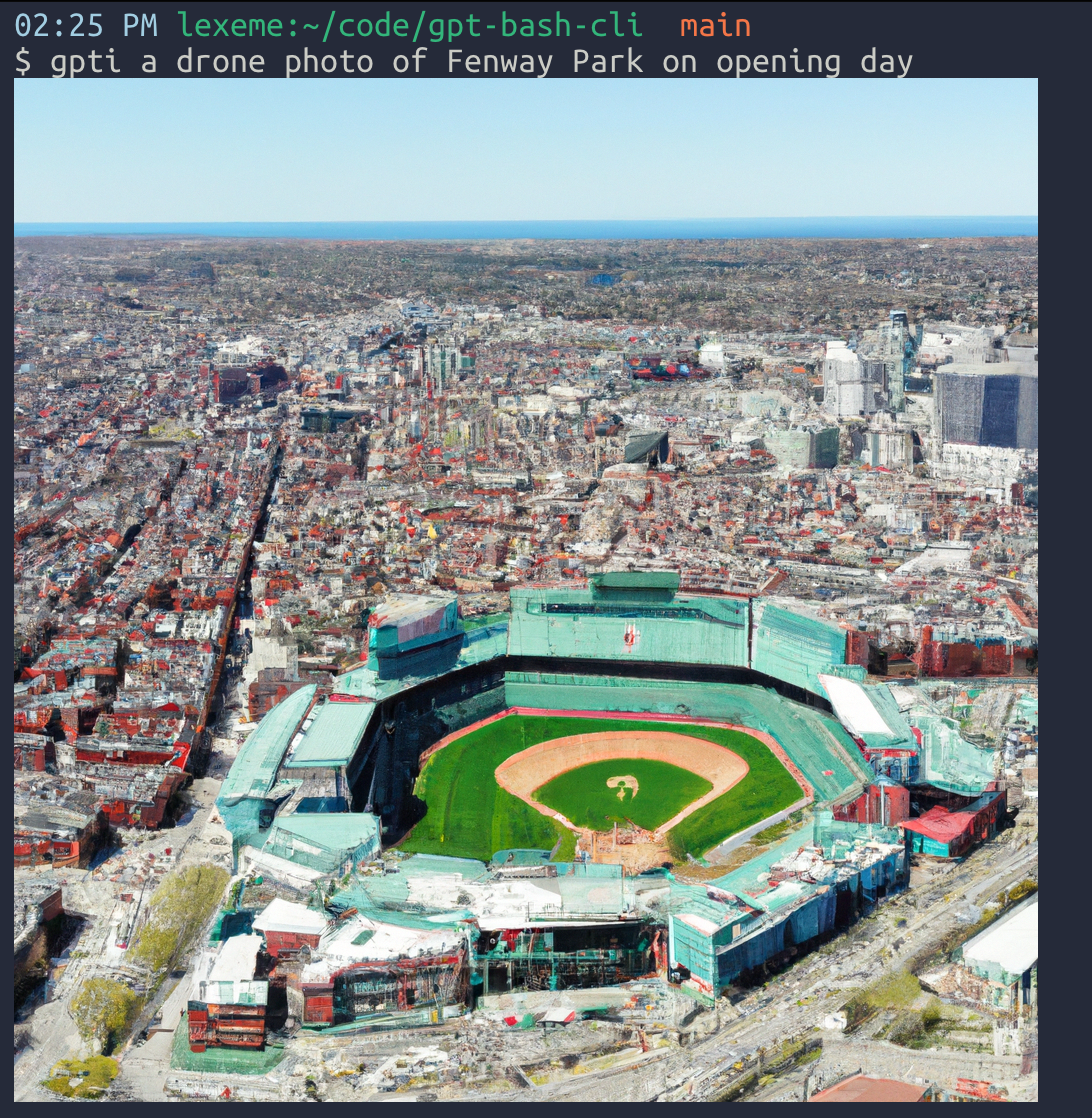 02:25 PM lexeme:~/code/gpt-bash-cli main
$ gpti a drone photo of Fenway Park on opening day